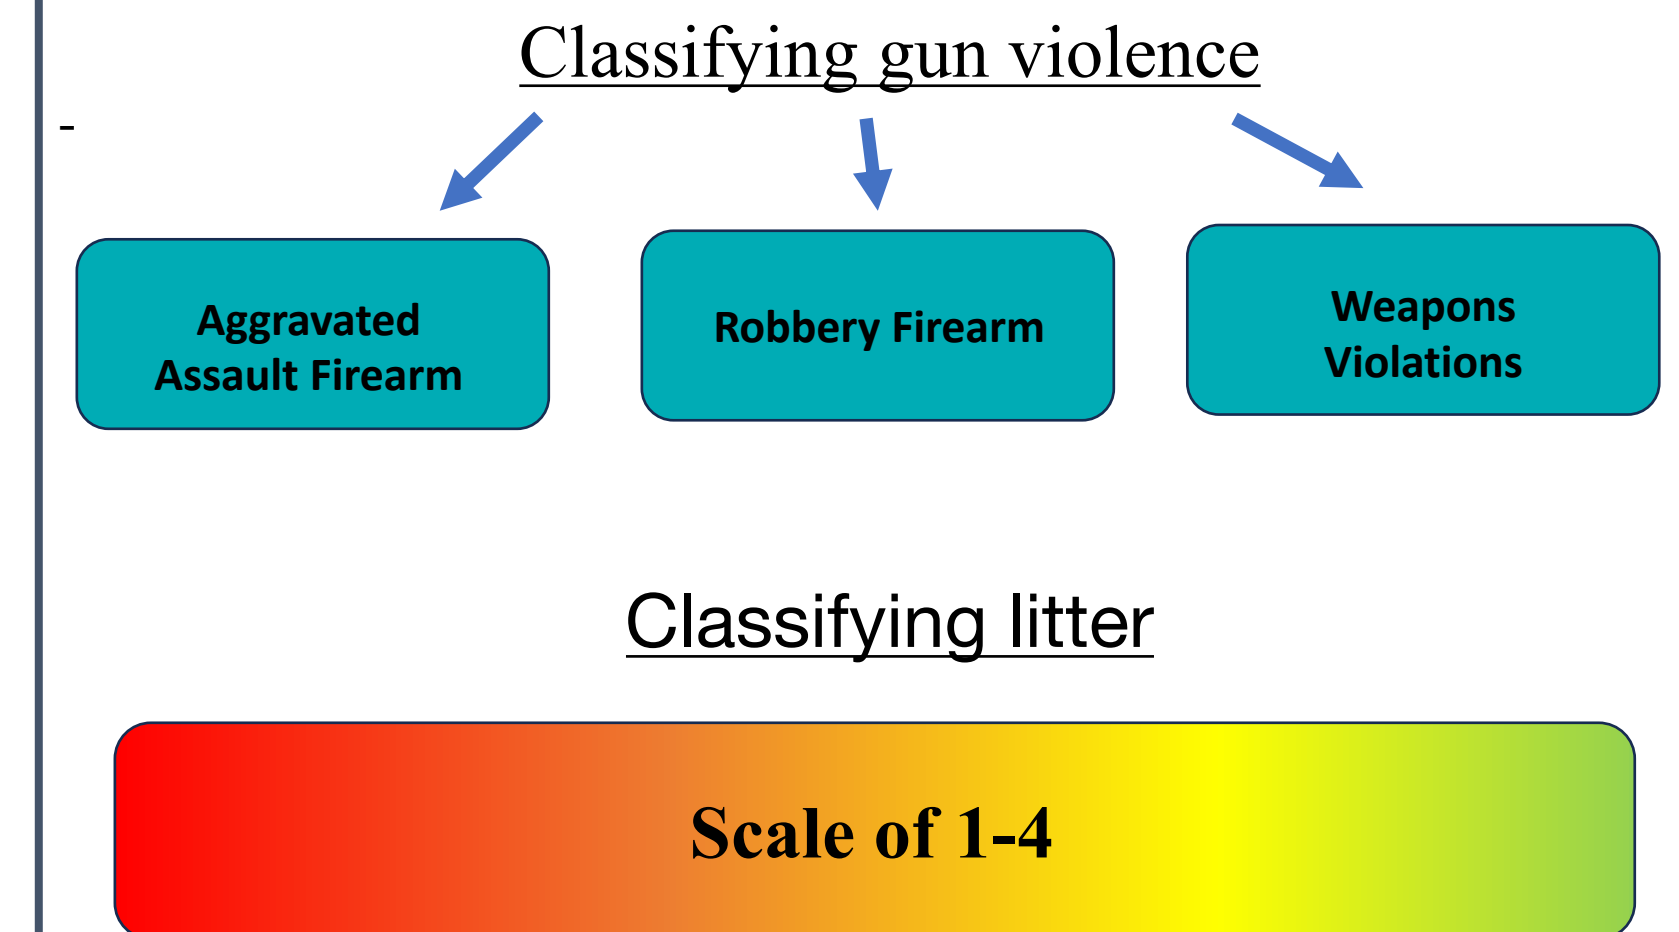 Classifying gun violence
-
Aggravated
Assault Firearm
Robbery Firearm
Weapons
Violations
Classifying litter
Scale of 1-4